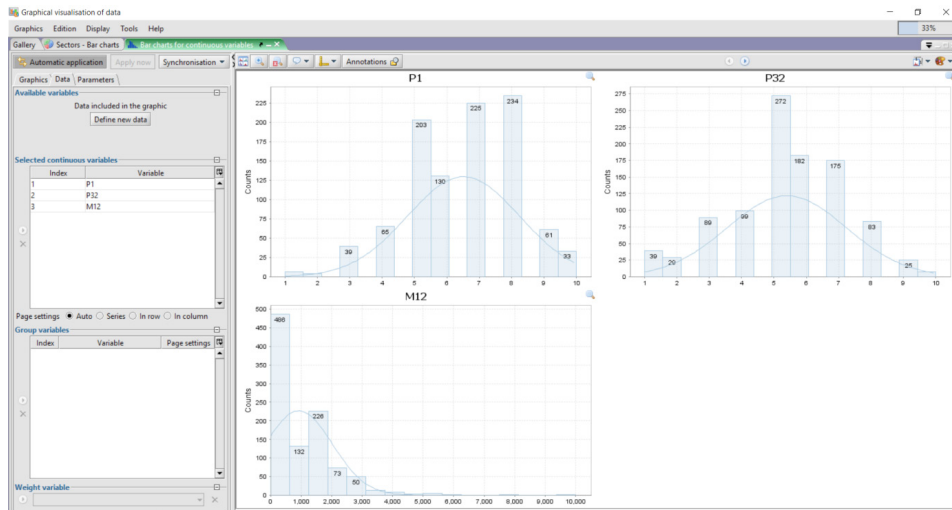 Graphical visualisation of data
Graphics Edition Display Tools Help
33%
Gallery Sectors - Bar charts Bar charts for continuous variables
Automatic application Apply now Synchronisation
Annotations
Graphics Data Parameters
Available variables
Data included in the graphic
Define new data
Selected continuous variables
Index Variable
1 P1
2 P32
3 M12
Page settings Auto Series In row In column
Group variables
Index Variable Page settings
Weight variable
P1
Counts
225
200
175
150
125
100
75
50
25
0
39
65
203
130
225
234
61
33
1 2 3 4 5 6 7 8 9 10
P32
Counts
275
250
225
200
175
150
125
100
75
50
25
0
39
29
89
99
272
182
175
83
25
1 2 3 4 5 6 7 8 9 10
M12
Counts
500
450
400
350
300
250
200
150
100
50
0
486
132
226
73
50
0 1,000 2,000 3,000 4,000 5,000 6,000 7,000 8,000 9,000 10,000